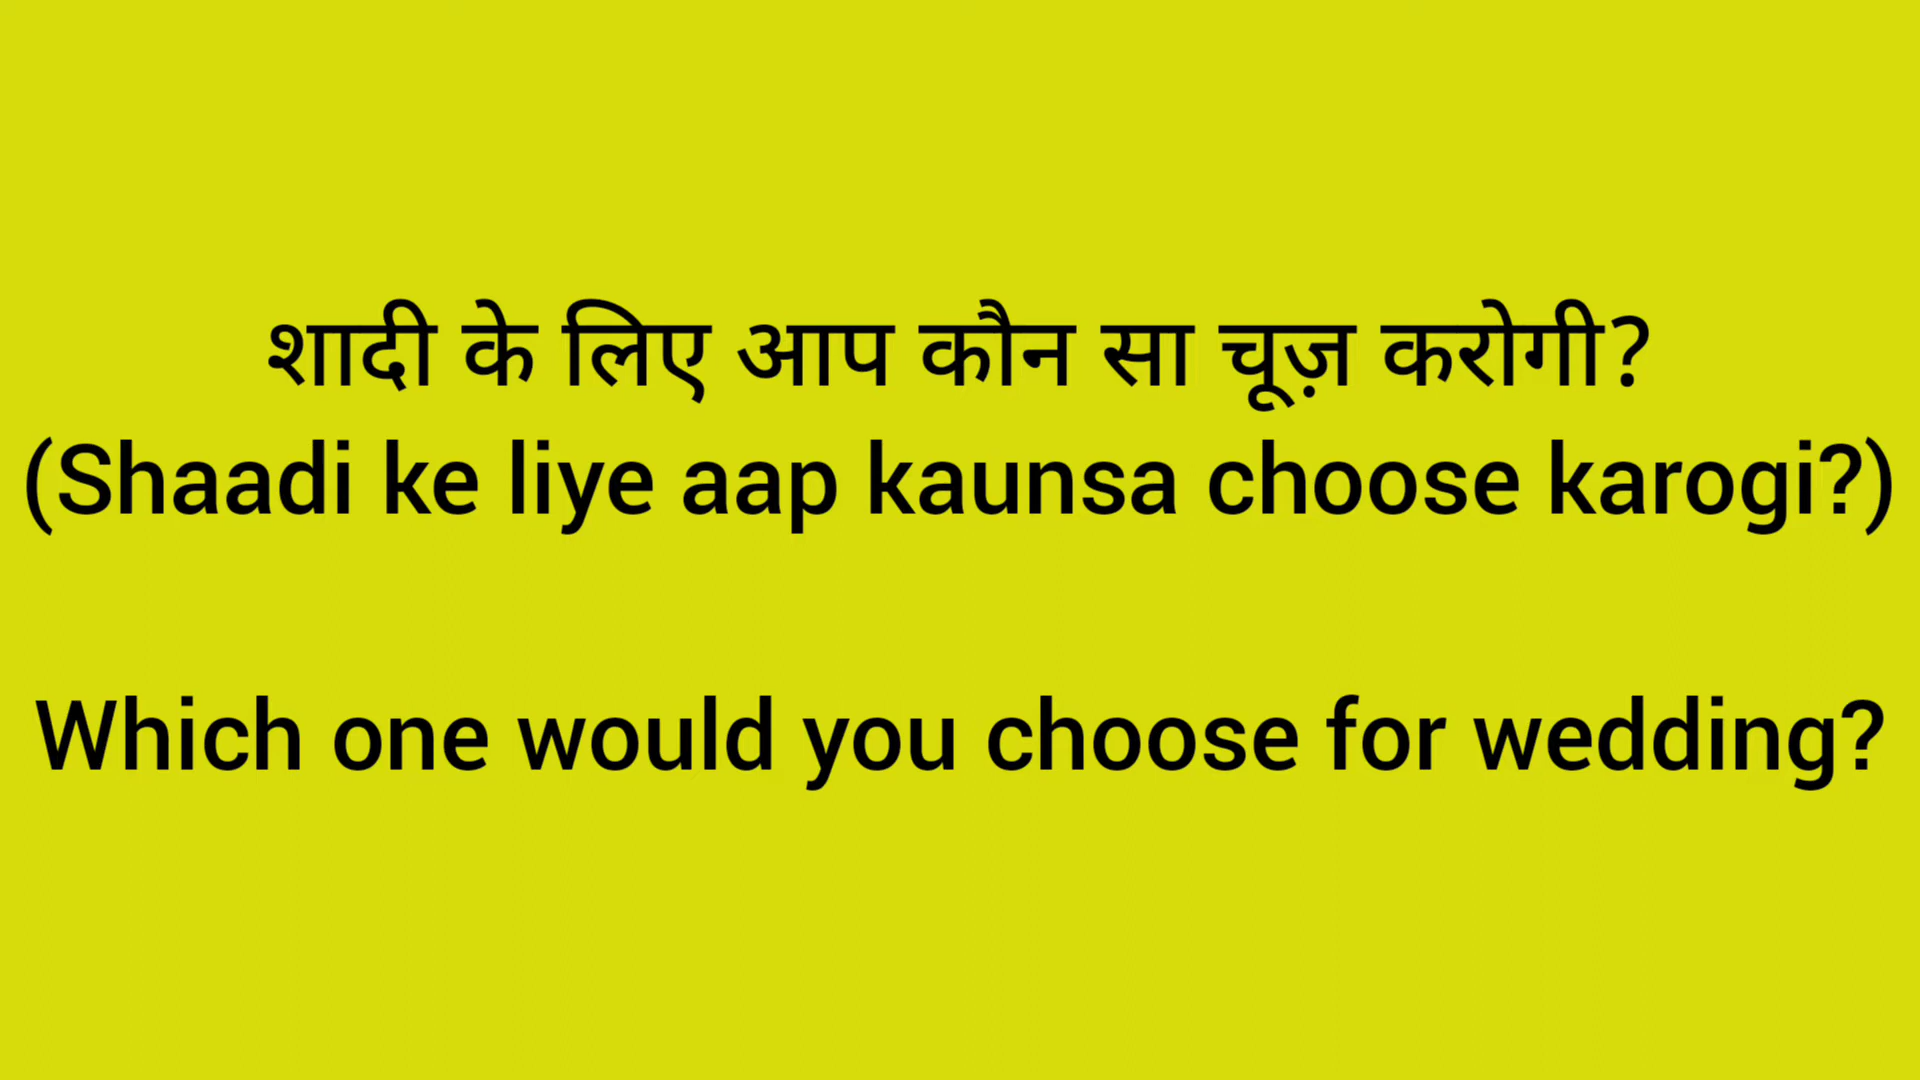 शादी के लिए आप कौन सा चूज़ करोगी?
(Shaadi ke liye aap kaunsa choose karogi?)
Which one would you choose for wedding?